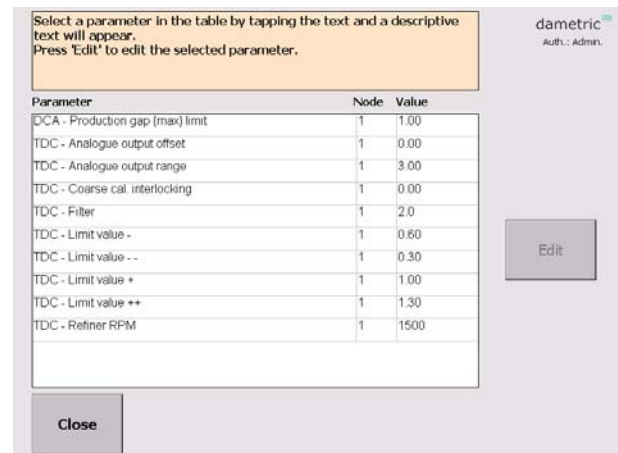 Select a parameter in the table by tapping the text and a descriptive
text will appear.
Press 'Edit' to edit the selected parameter.
dametric
Auth.: Admin.
Parameter Node Value
DCA - Production gap (max) limit 1 1.00
TDC - Analogue output offset 1 0.00
TDC - Analogue output range 1 3.00
TDC - Coarse cal. interlocking 1 0.00
TDC - Filter 1 2.0
TDC - Limit value - 1 0.60
TDC - Limit value - - 1 0.30
TDC - Limit value + 1 1.00
TDC - Limit value ++ 1 1.30
TDC - Refiner RPM 1 1500
Edit
Close